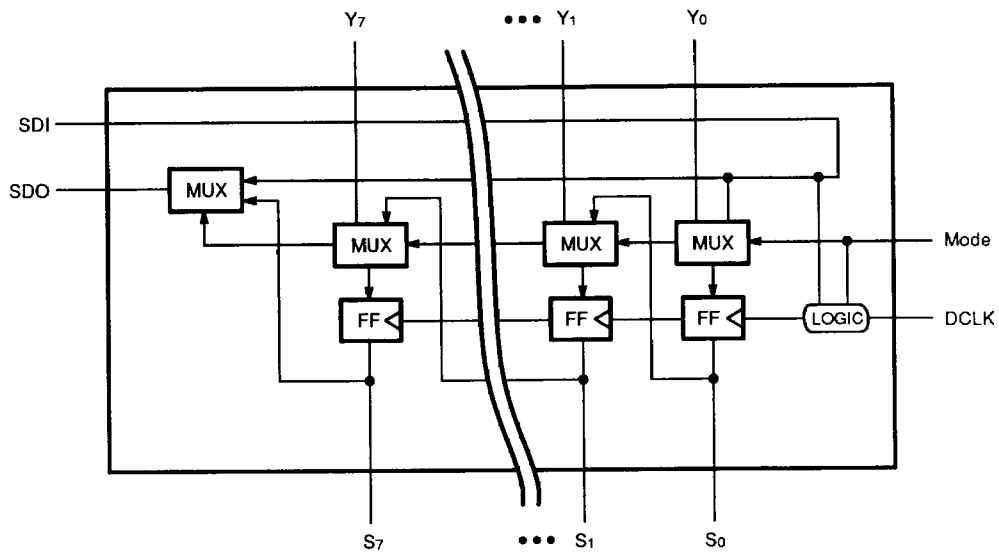 Y7 ••• Y1 Y0
SDI
SDO
MUX
MUX
MUX
MUX
Mode
FF
FF
FF
LOGIC
DCLK
S7 ••• S1 S0